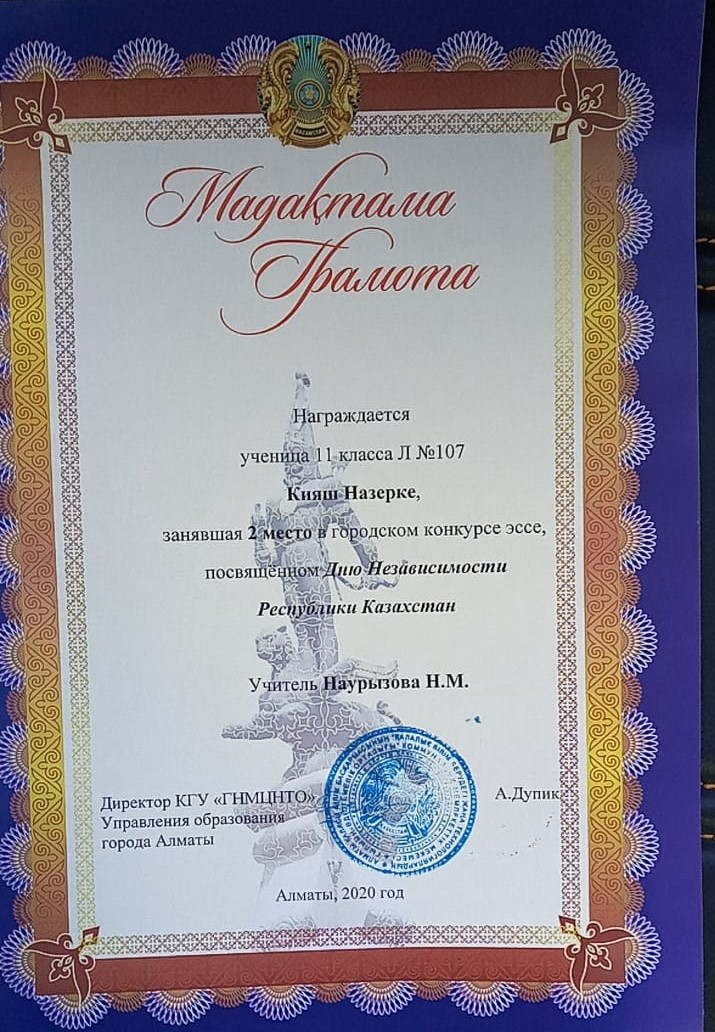 ҚАЗАҚСТАН
Мадақтама
Грамота
Награждается
ученица 11 класса Л №107
Кияш Назерке,
занявшая 2 место в городском конкурсе эссе,
посвящённом Дню Независимости
Республики Казахстан
Учитель Наурызова Н.М.
Директор КГУ «ГНМЦНТО»
Управления образования
города Алматы
А.Дупик
Алматы, 2020 год